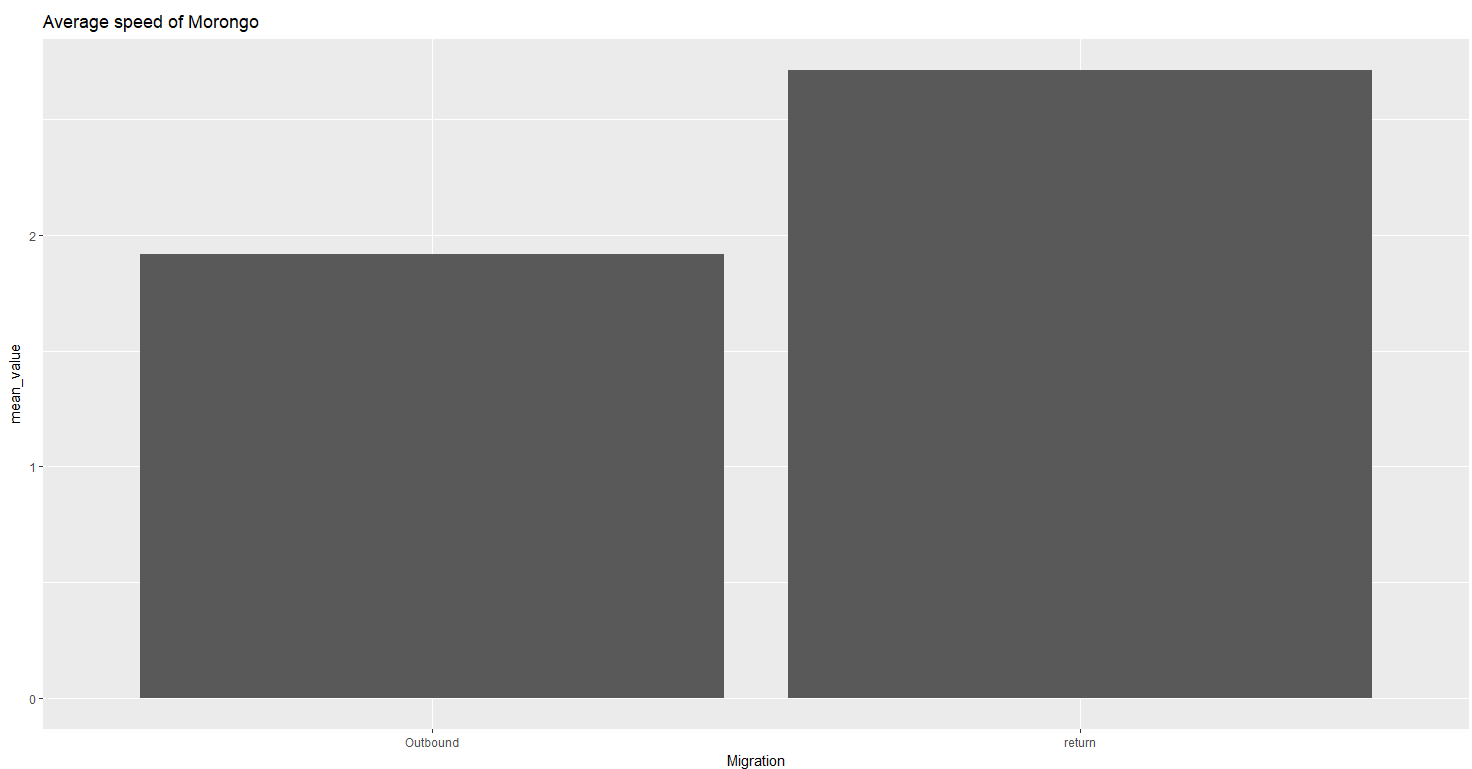 Average speed of Morongo
mean_value
2
1
0
Outbound
return
Migration